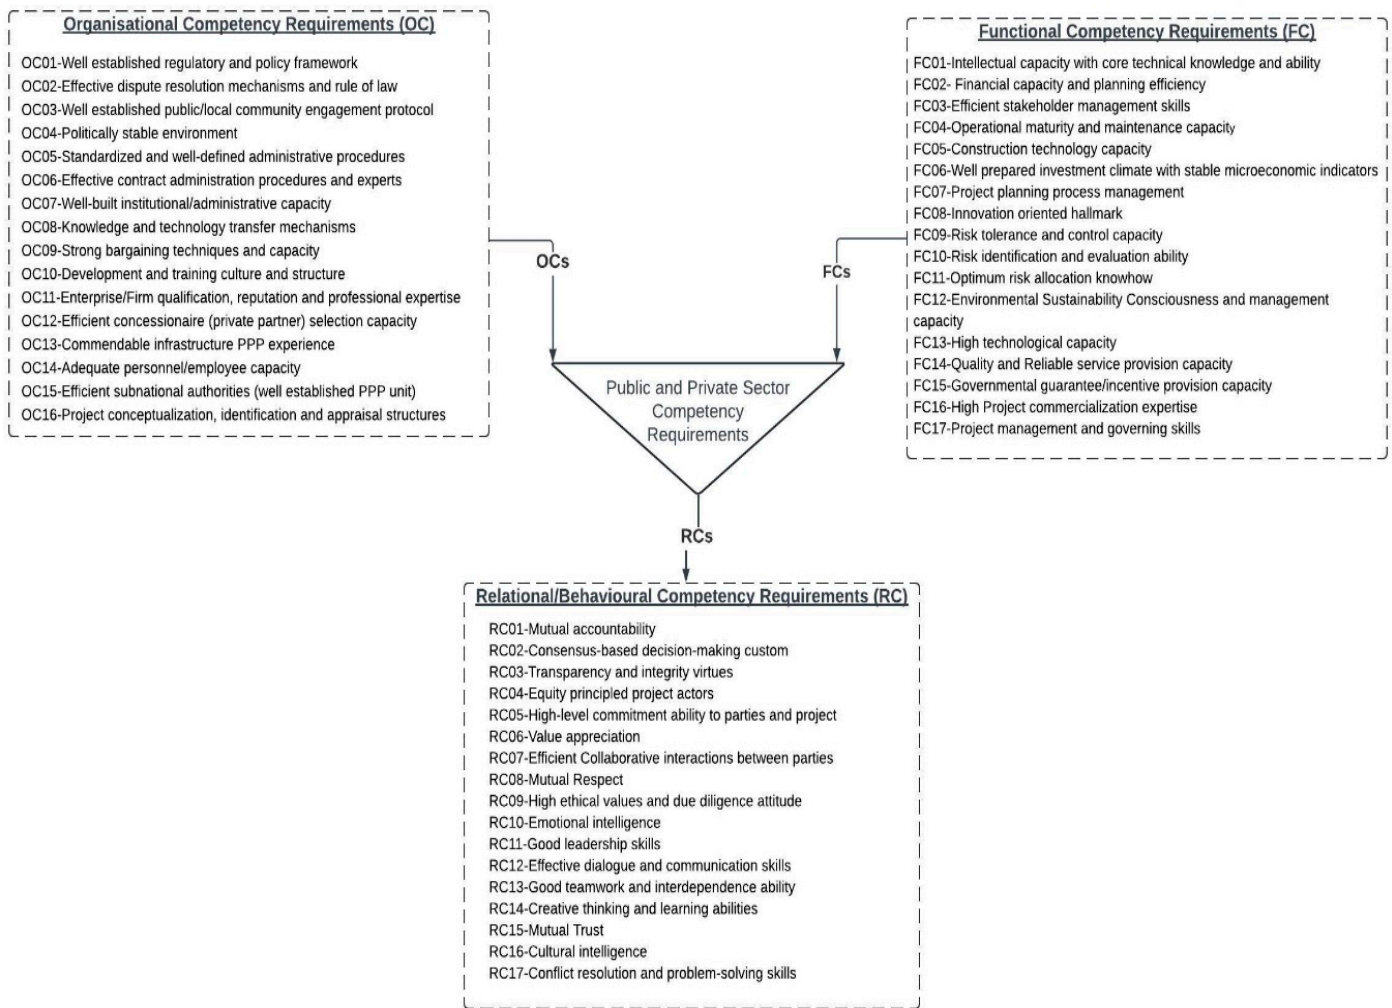 Organisational Competency Requirements (OC)
OC01-Well established regulatory and policy framework
OC02-Effective dispute resolution mechanisms and rule of law
OC03-Well established public/local community engagement protocol
OC04-Politically stable environment
OC05-Standardized and well-defined administrative procedures
OC06-Effective contract administration procedures and experts
OC07-Well-built institutional/administrative capacity
OC08-Knowledge and technology transfer mechanisms
OC09-Strong bargaining techniques and capacity
OC10-Development and training culture and structure
OC11-Enterprise/Firm qualification, reputation and professional expertise
OC12-Efficient concessionaire (private partner) selection capacity
OC13-Commendable infrastructure PPP experience
OC14-Adequate personnel/employee capacity
OC15-Efficient subnational authorities (well established PPP unit)
OC16-Project conceptualization, identification and appraisal structures
Functional Competency Requirements (FC)
FC01-Intellectual capacity with core technical knowledge and ability
FC02- Financial capacity and planning efficiency
FC03-Efficient stakeholder management skills
FC04-Operational maturity and maintenance capacity
FC05-Construction technology capacity
FC06-Well prepared investment climate with stable microeconomic indicators
FC07-Project planning process management
FC08-Innovation oriented hallmark
FC09-Risk tolerance and control capacity
FC10-Risk identification and evaluation ability
FC11-Optimum risk allocation knowhow
FC12-Environmental Sustainability Consciousness and management
capacity
FC13-High technological capacity
FC14-Quality and Reliable service provision capacity
FC15-Governmental guarantee/incentive provision capacity
FC16-High Project commercialization expertise
FC17-Project management and governing skills
OCs
FCs
Public and Private Sector
Competency
Requirements
RCs
Relational/Behavioural Competency Requirements (RC)
RC01-Mutual accountability
RC02-Consensus-based decision-making custom
RC03-Transparency and integrity virtues
RC04-Equity principled project actors
RC05-High-level commitment ability to parties and project
RC06-Value appreciation
RC07-Efficient Collaborative interactions between parties
RC08-Mutual Respect
RC09-High ethical values and due diligence attitude
RC10-Emotional intelligence
RC11-Good leadership skills
RC12-Effective dialogue and communication skills
RC13-Good teamwork and interdependence ability
RC14-Creative thinking and learning abilities
RC15-Mutual Trust
RC16-Cultural intelligence
RC17-Conflict resolution and problem-solving skills